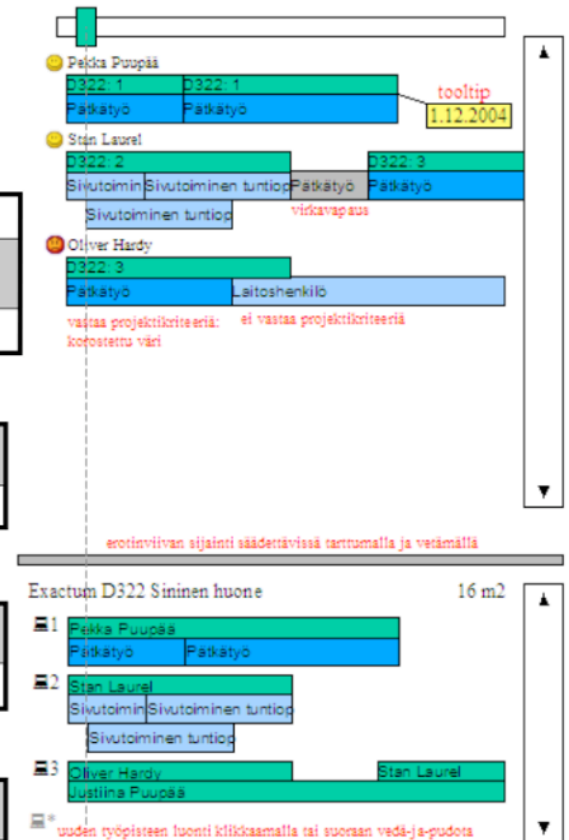 Pekka Puupää
D322: 1 D322: 1
Pätkätyö Pätkätyö
tooltip
1.12.2004
Stan Laurel
D322: 2 D322: 3
Sivutoimin Sivutoiminen tuntiop Pätkätyö Pätkätyö
Sivutoiminen tuntiop
virkavapaus
Oliver Hardy
D322: 3
Pätkätyö Laitoshenkilö
vastaa projektikriteeriä: ei vastaa projektikriteeriä
korostettu väri
erotinviivan sijainti säädettävissä tarttumalla ja vetämällä
Exactum D322 Sininen huone 16 m2
1 Pekka Puupää
Pätkätyö Pätkätyö
2 Stan Laurel
Sivutoimin Sivutoiminen tuntiop
Sivutoiminen tuntiop
3 Oliver Hardy Stan Laurel
Justiina Puupää
* uuden työpisteen luonti klikkaamalla tai suoraan vedä-ja-pudota